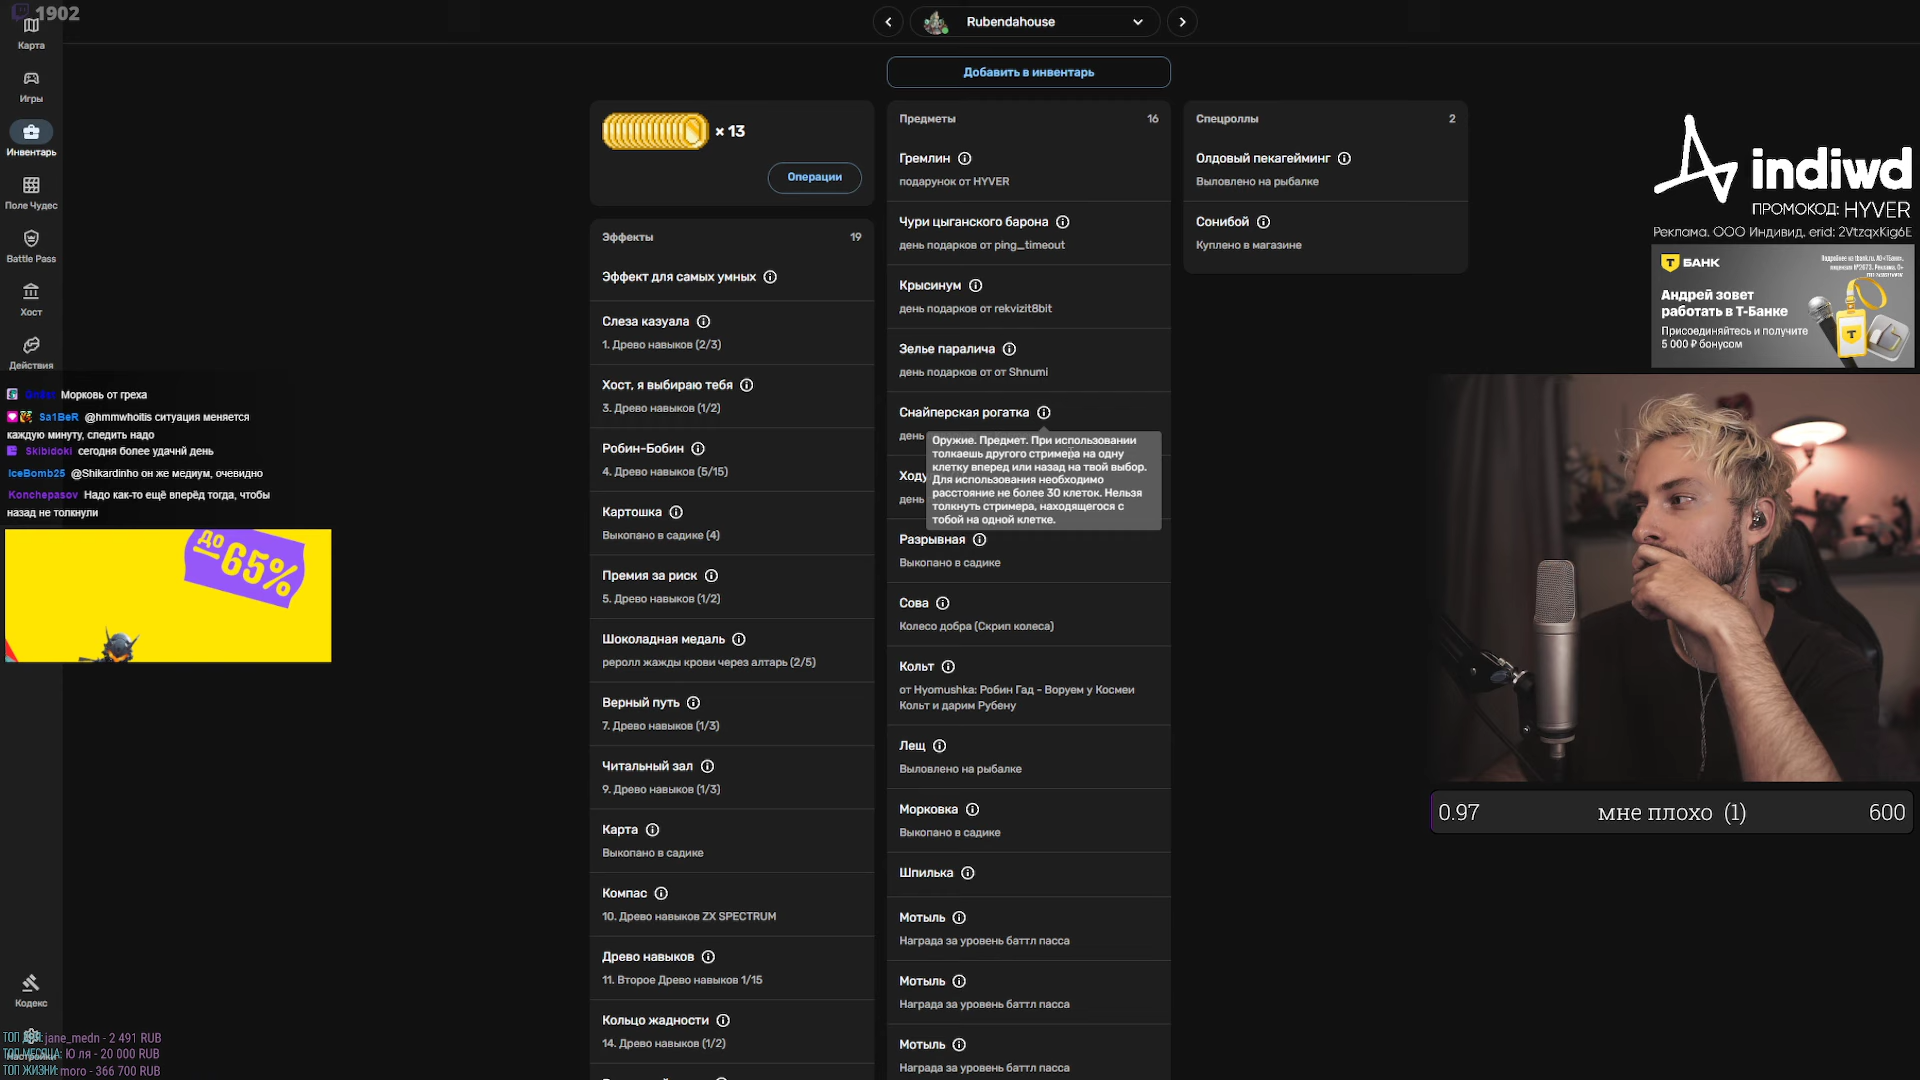 1902
Карта
Игры
Инвентарь
Поле Чудес
Battle Pass
Хост
Действия
Кодекс
Rubendahouse
Добавить в инвентарь
× 13
Операции
Эффекты 19
Эффект для самых умных
Слеза казуала
1. Древо навыков (2/3)
Хост, я выбираю тебя
3. Древо навыков (1/2)
Робин-Бобин
4. Древо навыков (5/15)
Картошка
Выкопано в садике (4)
Премия за риск
5. Древо навыков (1/2)
Шоколадная медаль
реролл жажды крови через алтарь (2/5)
Верный путь
7. Древо навыков (1/3)
Читальный зал
9. Древо навыков (1/3)
Карта
Выкопано в садике
Компас
10. Древо навыков ZX SPECTRUM
Древо навыков
11. Второе Древо навыков 1/15
Кольцо жадности
14. Древо навыков (1/2)
Предметы 16
Гремлин
подарунок от HYVER
Чури цыганского барона
день подарков от ping_timeout
Крысинум
день подарков от rekvizit8bit
Зелье паралича
день подарков от от Shnumi
Снайперская рогатка
день
Оружие. Предмет. При использовании
толкаешь другого стримера на одну
клетку вперед или назад на твой выбор.
Для использования необходимо
расстояние не более 30 клеток. Нельзя
толкнуть стримера, находящегося с
тобой на одной клетке.
день
Разрывная
Выкопано в садике
Сова
Колесо добра (Скрип колеса)
Кольт
от Hyomushka: Робин Гад - Воруем у Космеи
Кольт и дарим Рубену
Лещ
Выловлено на рыбалке
Морковка
Выкопано в садике
Шпилька
Мотыль
Награда за уровень баттл пасса
Мотыль
Награда за уровень баттл пасса
Мотыль
Награда за уровень баттл пасса
Спецроллы 2
Олдовый пекагейминг
Выловлено на рыбалке
Сонибой
Куплено в магазине
Морковь от греха
Sa1BeR @hmmwhoitis ситуация меняется
каждую минуту, следить надо
Skibidoki сегодня более удачнй день
IceBomb25 @Shikardinho он же медиум, очевидно
Konchepasov Надо как-то ещё вперёд тогда, чтобы
назад не толкнули
до
–65%
jane_medn - 2 491 RUB
ТОП МЕСЯЦА: Ю ля - 20 000 RUB
ТОП ЖИЗНИ: moro - 366 700 RUB
indiwd
ПРОМОКОД: HYVER
Реклама. ООО Индивид. erid: 2VtzqxKig6E
Т БАНК
Андрей зовет
работать в Т-Банке
Присоединяйтесь и получите
5 000 ₽ бонусом
0.97 мне плохо (1) 600